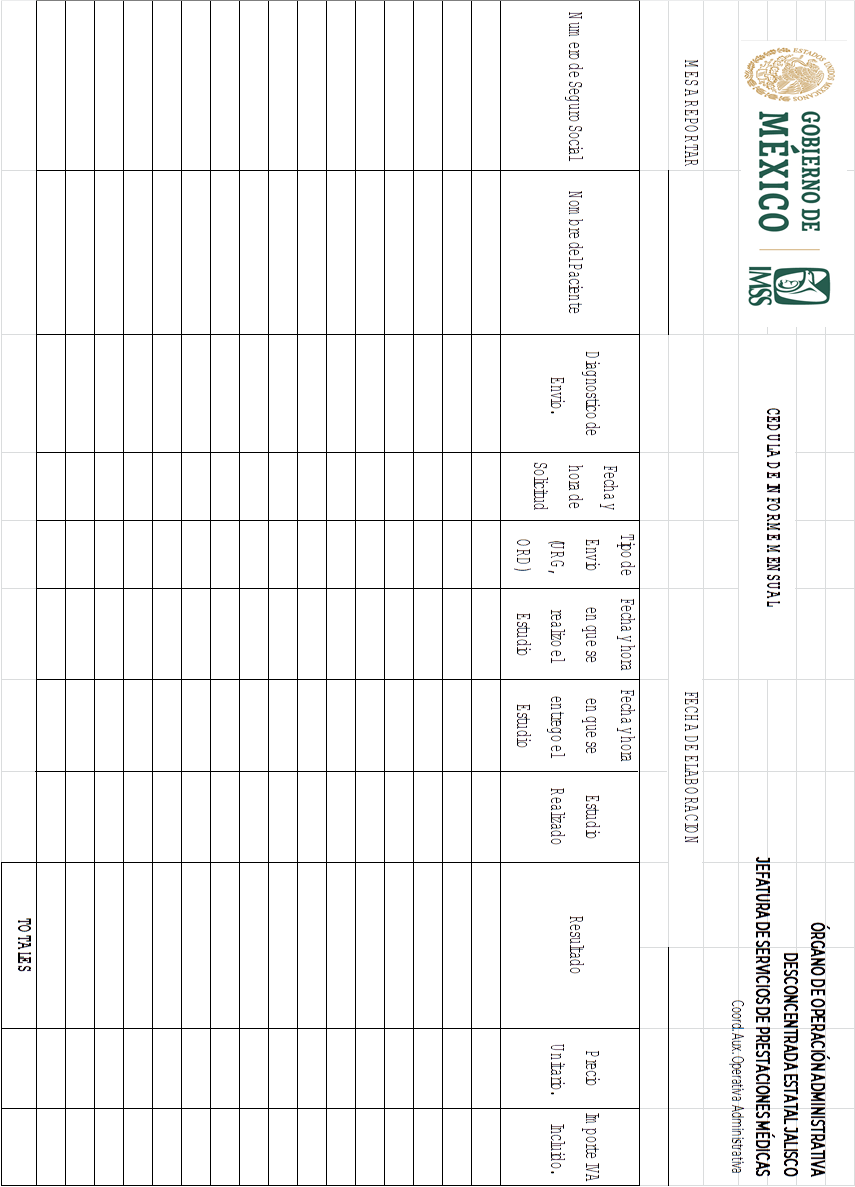 GOBIERNO DE
MÉXICO
IMSS
ESTADOS UNIDOS MEXICANOS
ÓRGANO DE OPERACIÓN ADMINISTRATIVA
DESCONCENTRADA ESTATAL JALISCO
JEFATURA DE SERVICIOS DE PRESTACIONES MÉDICAS
Coord. Aux. Operativa Administrativa
CEDULA DE INFORME MENSUAL
MES A REPORTAR
FECHA DE ELABORACION
Numero de Seguro Social
Nombre del Paciente
Diagnostico de
Envio.
Fecha y
hora de
Solicitud
Tipo de
Envio
(URG,
ORD)
Fecha y hora
en que se
realizo el
Estudio
Fecha y hora
en que se
entrego el
Estudio
Estudio
Realizado
Resultado
Precio
Unitario.
Importe IVA
Incluido.
TOTALES